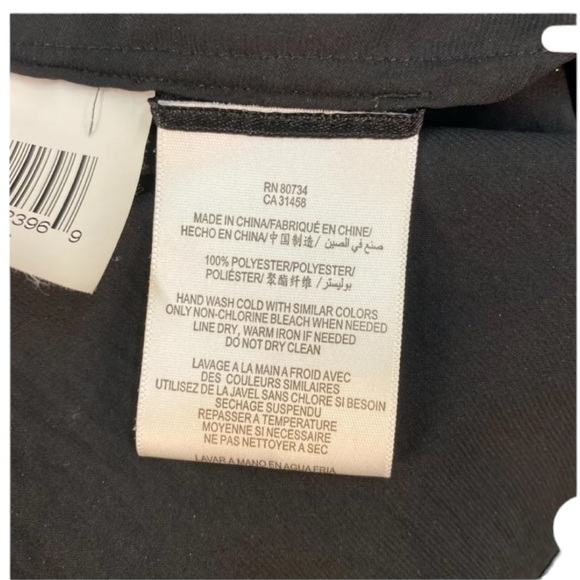 RN 80734
CA 31458
MADE IN CHINA/FABRIQUÉ EN CHINE/
HECHO EN CHINA/中国制造/ صنع في الصين
100% POLYESTER/POLYESTER/
POLIÉSTER/聚酯纤维/ بوليستر
HAND WASH COLD WITH SIMILAR COLORS
ONLY NON-CHLORINE BLEACH WHEN NEEDED
LINE DRY, WARM IRON IF NEEDED
DO NOT DRY CLEAN
LAVAGE A LA MAIN A FROID AVEC
DES COULEURS SIMILAIRES
UTILISEZ DE LA JAVEL SANS CHLORE SI BESOIN
SECHAGE SUSPENDU
REPASSER A TEMPERATURE
MOYENNE SI NECESSAIRE
NE PAS NETTOYER A SEC
LAVAR A MANO EN AGUA FRIA
396 9